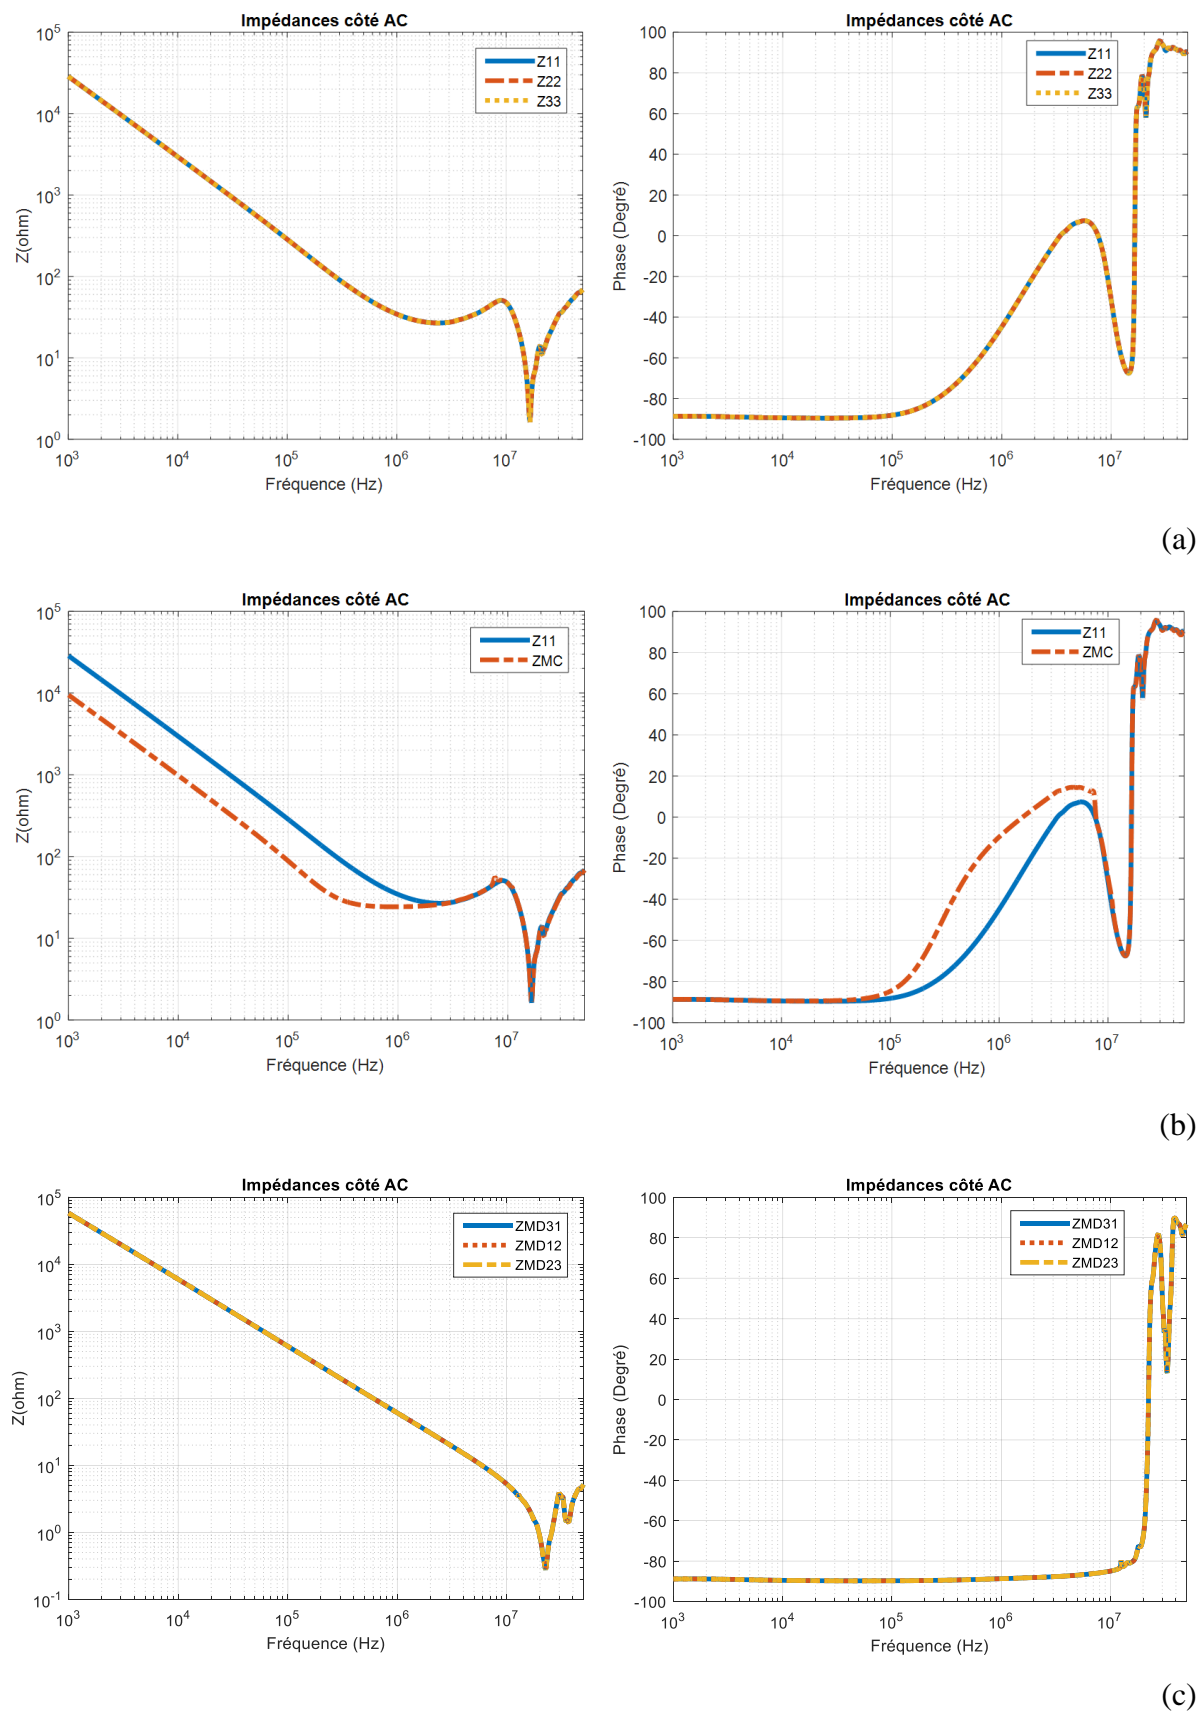 Impédances côté AC
10^5
10^4
10^3
10^2
10^1
10^0
Z(ohm)
Z11
Z22
Z33
10^3 10^4 10^5 10^6 10^7
Fréquence (Hz)
Impédances côté AC
100
80
60
40
20
0
-20
-40
-60
-80
-100
Phase (Degré)
Z11
Z22
Z33
10^3 10^4 10^5 10^6 10^7
Fréquence (Hz)
(a)
Impédances côté AC
10^5
10^4
10^3
10^2
10^1
10^0
Z(ohm)
Z11
ZMC
10^3 10^4 10^5 10^6 10^7
Fréquence (Hz)
Impédances côté AC
100
80
60
40
20
0
-20
-40
-60
-80
-100
Phase (Degré)
Z11
ZMC
10^3 10^4 10^5 10^6 10^7
Fréquence (Hz)
(b)
Impédances côté AC
10^5
10^4
10^3
10^2
10^1
10^0
10^-1
Z(ohm)
ZMD31
ZMD12
ZMD23
10^3 10^4 10^5 10^6 10^7
Fréquence (Hz)
Impédances côté AC
100
80
60
40
20
0
-20
-40
-60
-80
-100
Phase (Degré)
ZMD31
ZMD12
ZMD23
10^3 10^4 10^5 10^6 10^7
Fréquence (Hz)
(c)